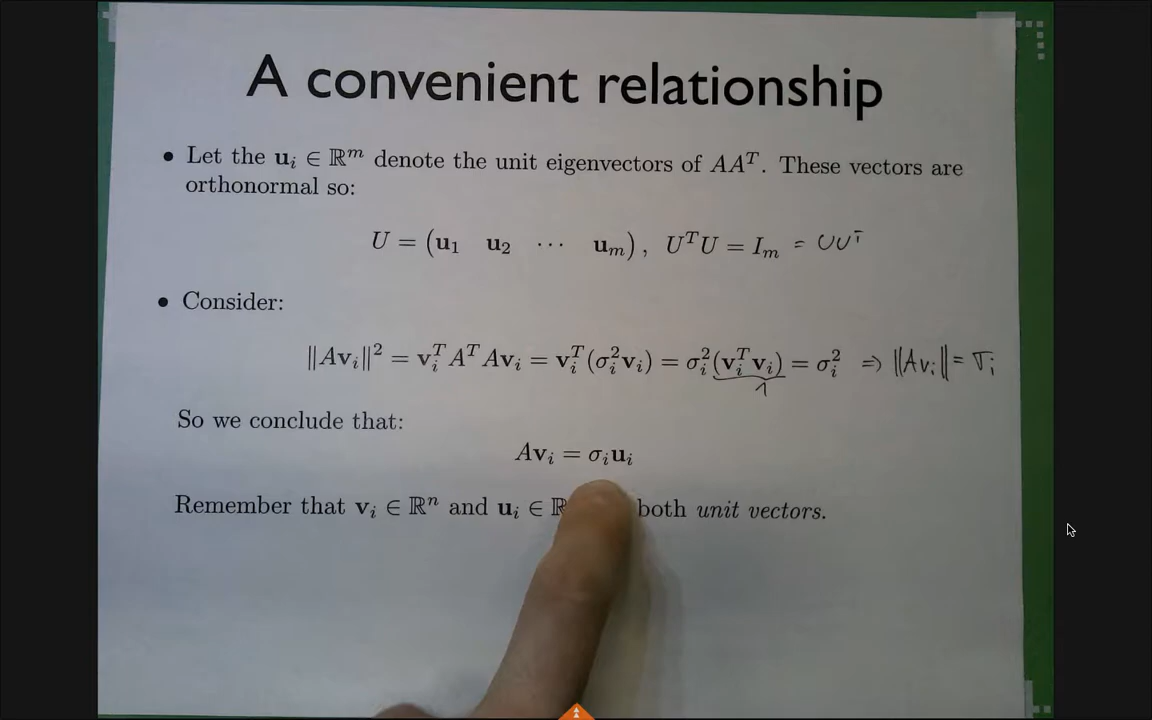 A convenient relationship
• Let the uᵢ ∈ ℝᵐ denote the unit eigenvectors of AAᵀ. These vectors are
orthonormal so:
U = (u₁ u₂ ⋯ uₘ), UᵀU = Iₘ = UUᵀ
• Consider:
‖Avᵢ‖² = vᵢᵀAᵀAvᵢ = vᵢᵀ(σᵢ²vᵢ) = σᵢ²(vᵢᵀvᵢ) = σᵢ² ⇒ ‖Avᵢ‖ = σᵢ
1
So we conclude that:
Avᵢ = σᵢuᵢ
Remember that vᵢ ∈ ℝⁿ and uᵢ ∈ ℝ both unit vectors.